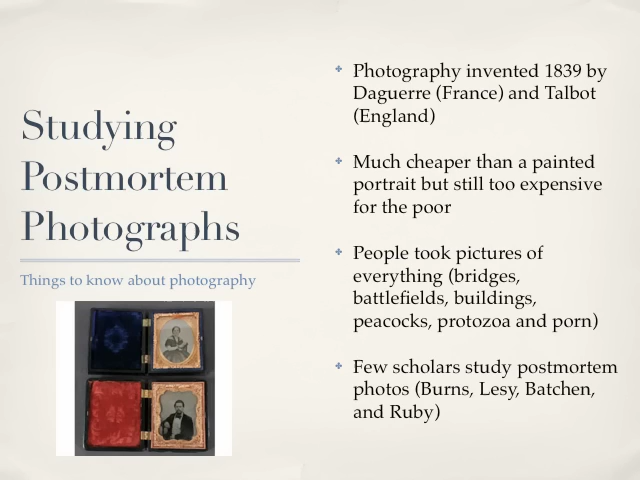 Studying
Postmortem
Photographs
Things to know about photography
Photography invented 1839 by
Daguerre (France) and Talbot
(England)
Much cheaper than a painted
portrait but still too expensive
for the poor
People took pictures of
everything (bridges,
battlefields, buildings,
peacocks, protozoa and porn)
Few scholars study postmortem
photos (Burns, Lesy, Batchen,
and Ruby)